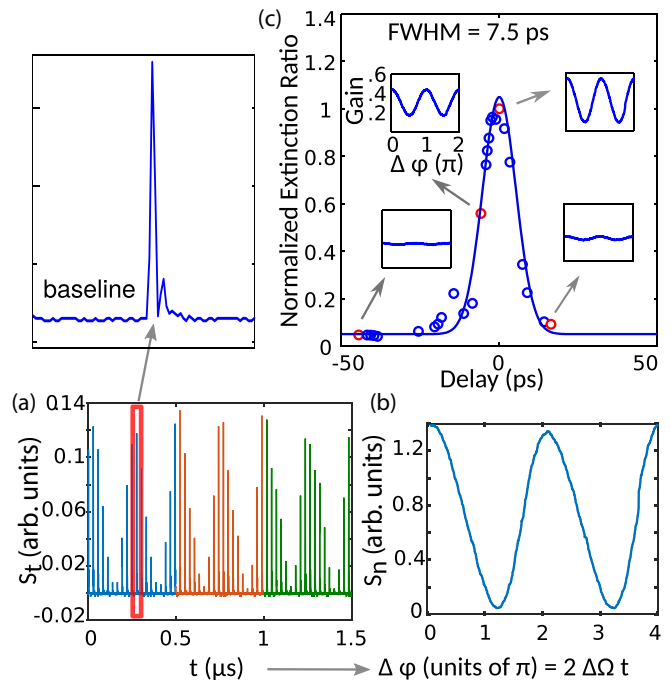 (c)
1.4
1.2
1
0.8
0.6
0.4
0.2
0
Normalized Extinction Ratio
FWHM = 7.5 ps
Gain
.6
.4
.2
0 1 2
Δ φ (π)
-50 0 50
Delay (ps)
baseline
(a)
0.14
0.1
0.06
0.02
-0.02
St (arb. units)
0 0.5 1 1.5
t (μs)
(b)
1.2
0.8
0.4
0
Sn (arb. units)
0 1 2 3 4
Δ φ (units of π) = 2 ΔΩ t